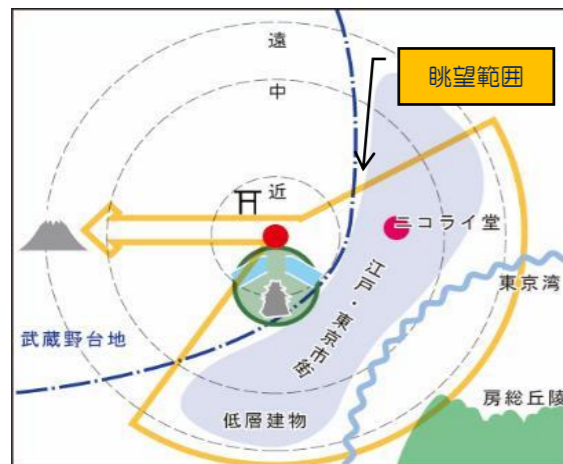 遠
中
近
眺望範囲
ニコライ堂
東京湾
江戸・東京市街
武蔵野台地
房総丘陵
低層建物